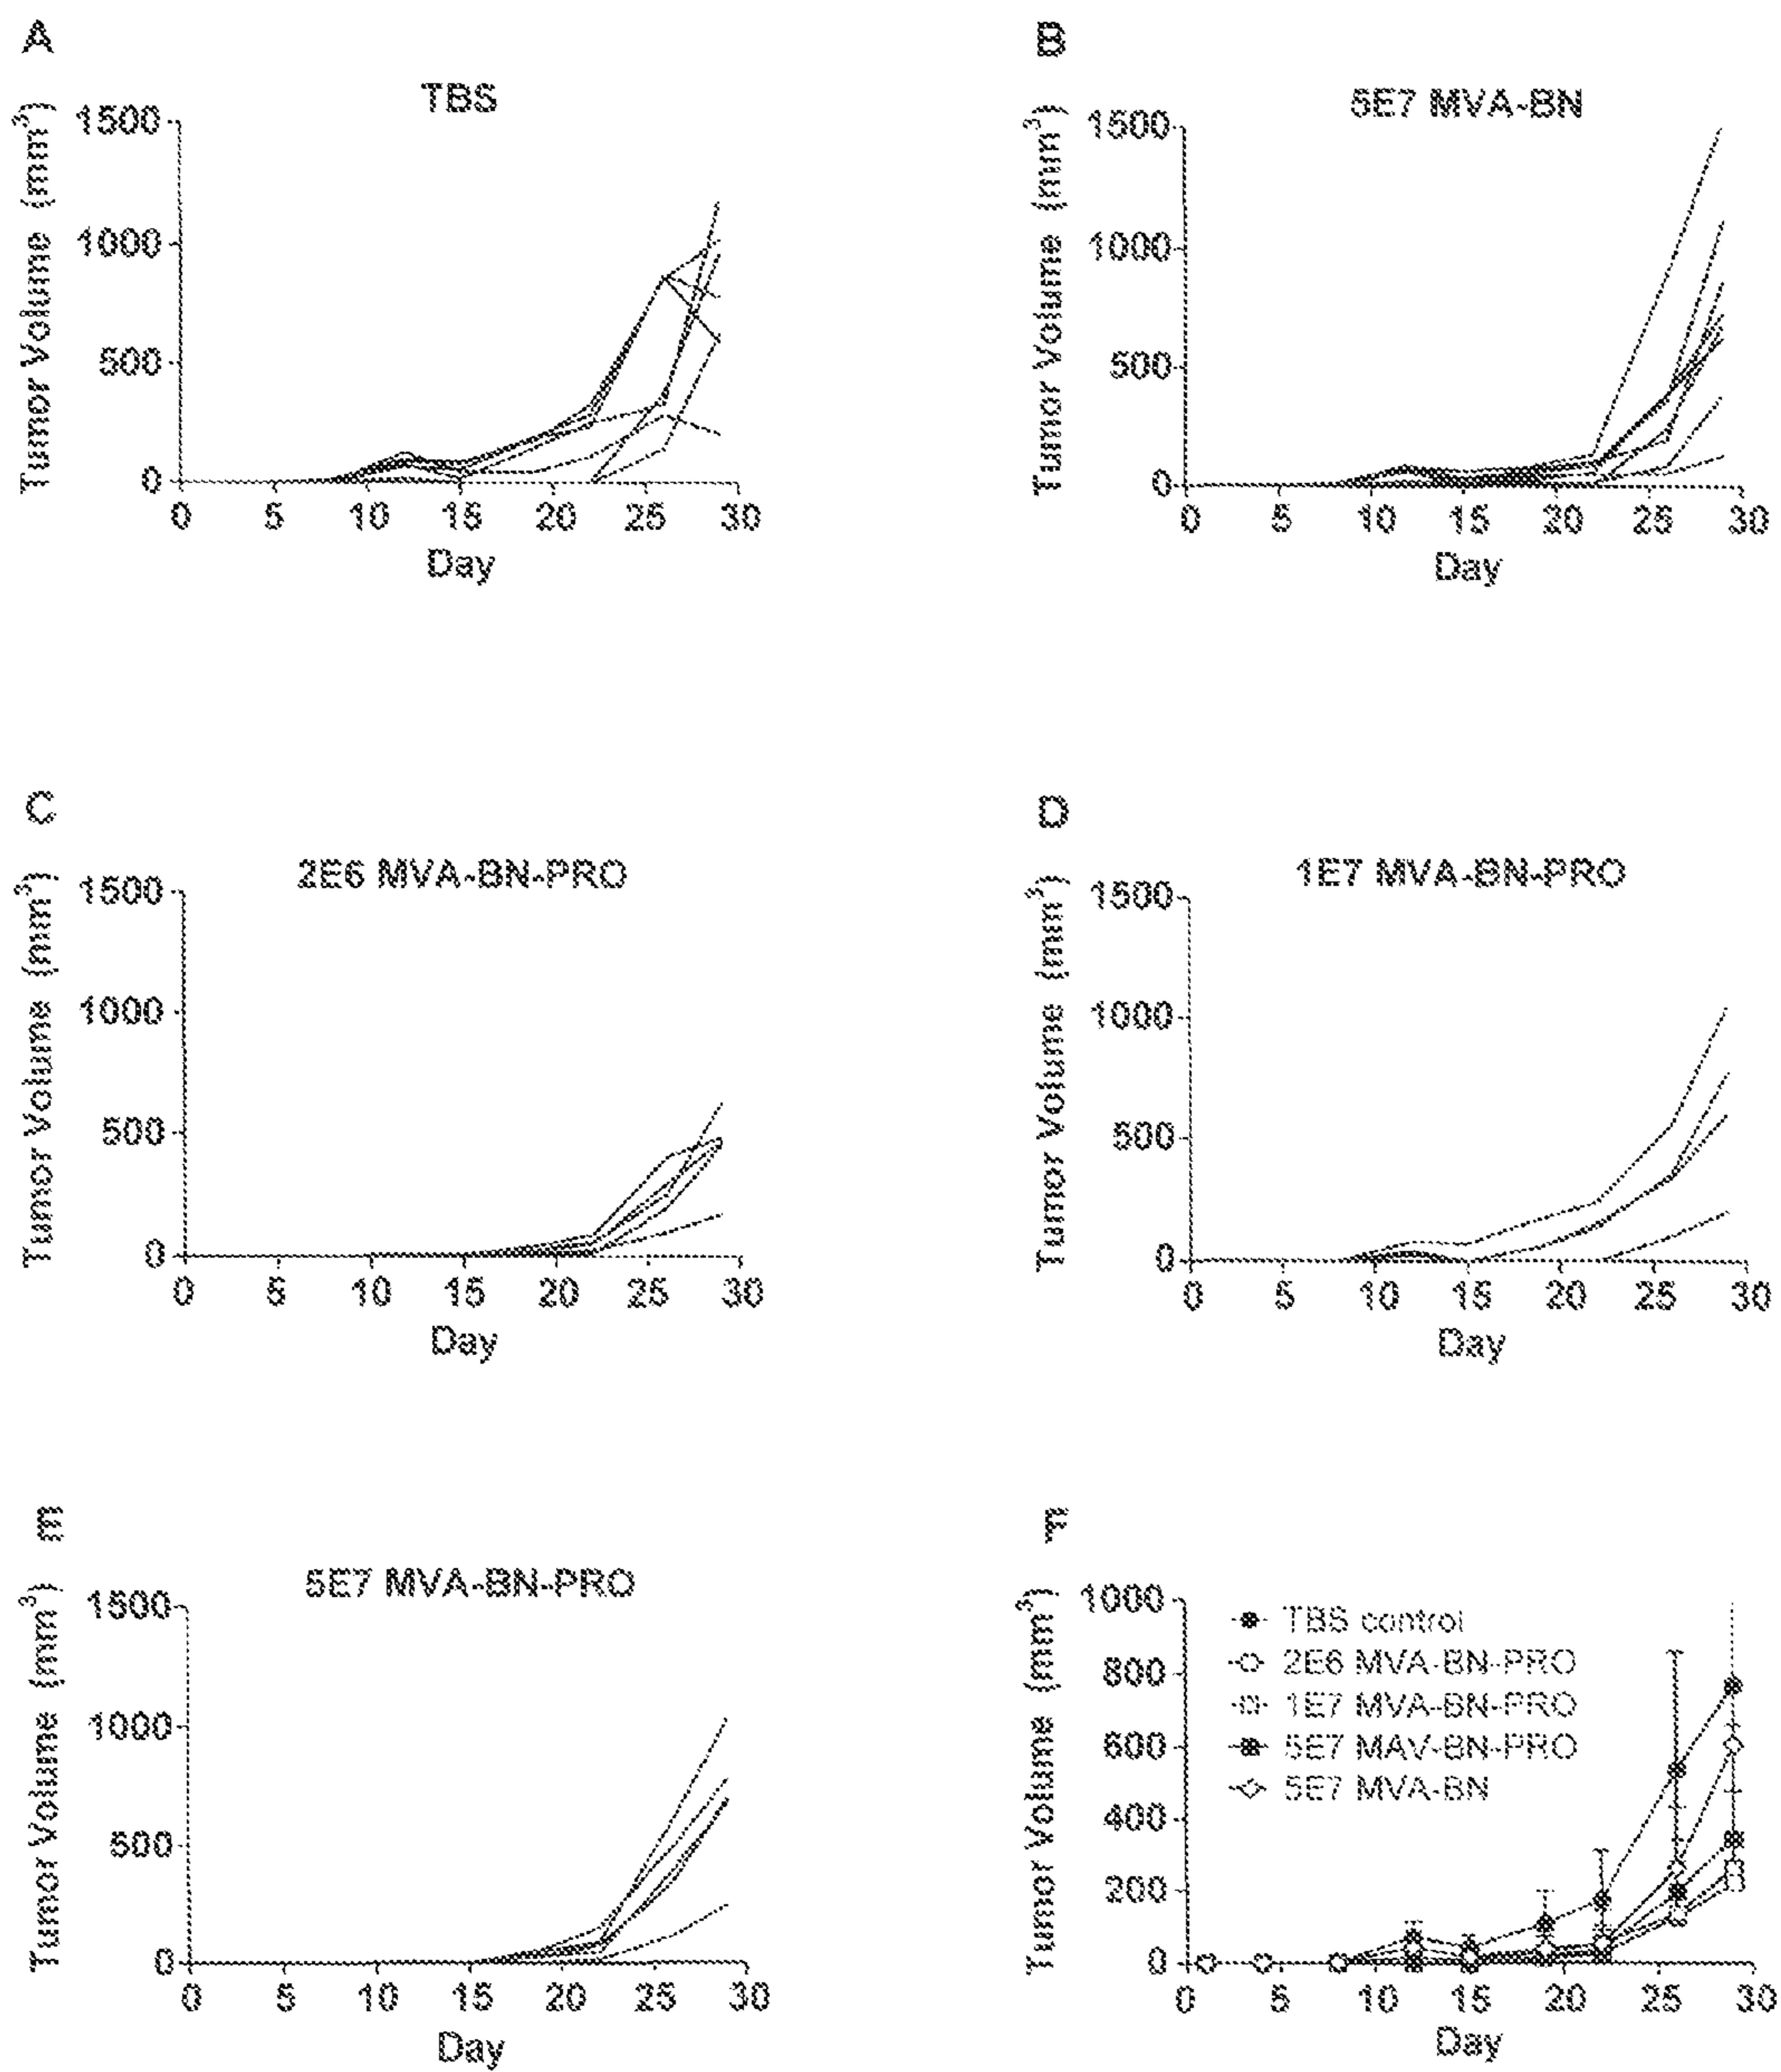 A
TBS
Tumor Volume (mm³)
1500
1000
500
0
0 5 10 15 20 25 30
Day
B
5E7 MVA-BN
Tumor Volume (mm³)
1500
1000
500
0
0 5 10 15 20 25 30
Day
C
2E6 MVA-BN-PRO
Tumor Volume (mm³)
1500
1000
500
0
0 5 10 15 20 25 30
Day
D
1E7 MVA-BN-PRO
Tumor Volume (mm³)
1500
1000
500
0
0 5 10 15 20 25 30
Day
E
5E7 MVA-BN-PRO
Tumor Volume (mm³)
1500
1000
500
0
0 5 10 15 20 25 30
Day
F
Tumor Volume (mm³)
1000
800
600
400
200
0
TBS control
2E6 MVA-BN-PRO
1E7 MVA-BN-PRO
5E7 MAV-BN-PRO
5E7 MVA-BN
0 5 10 15 20 25 30
Day